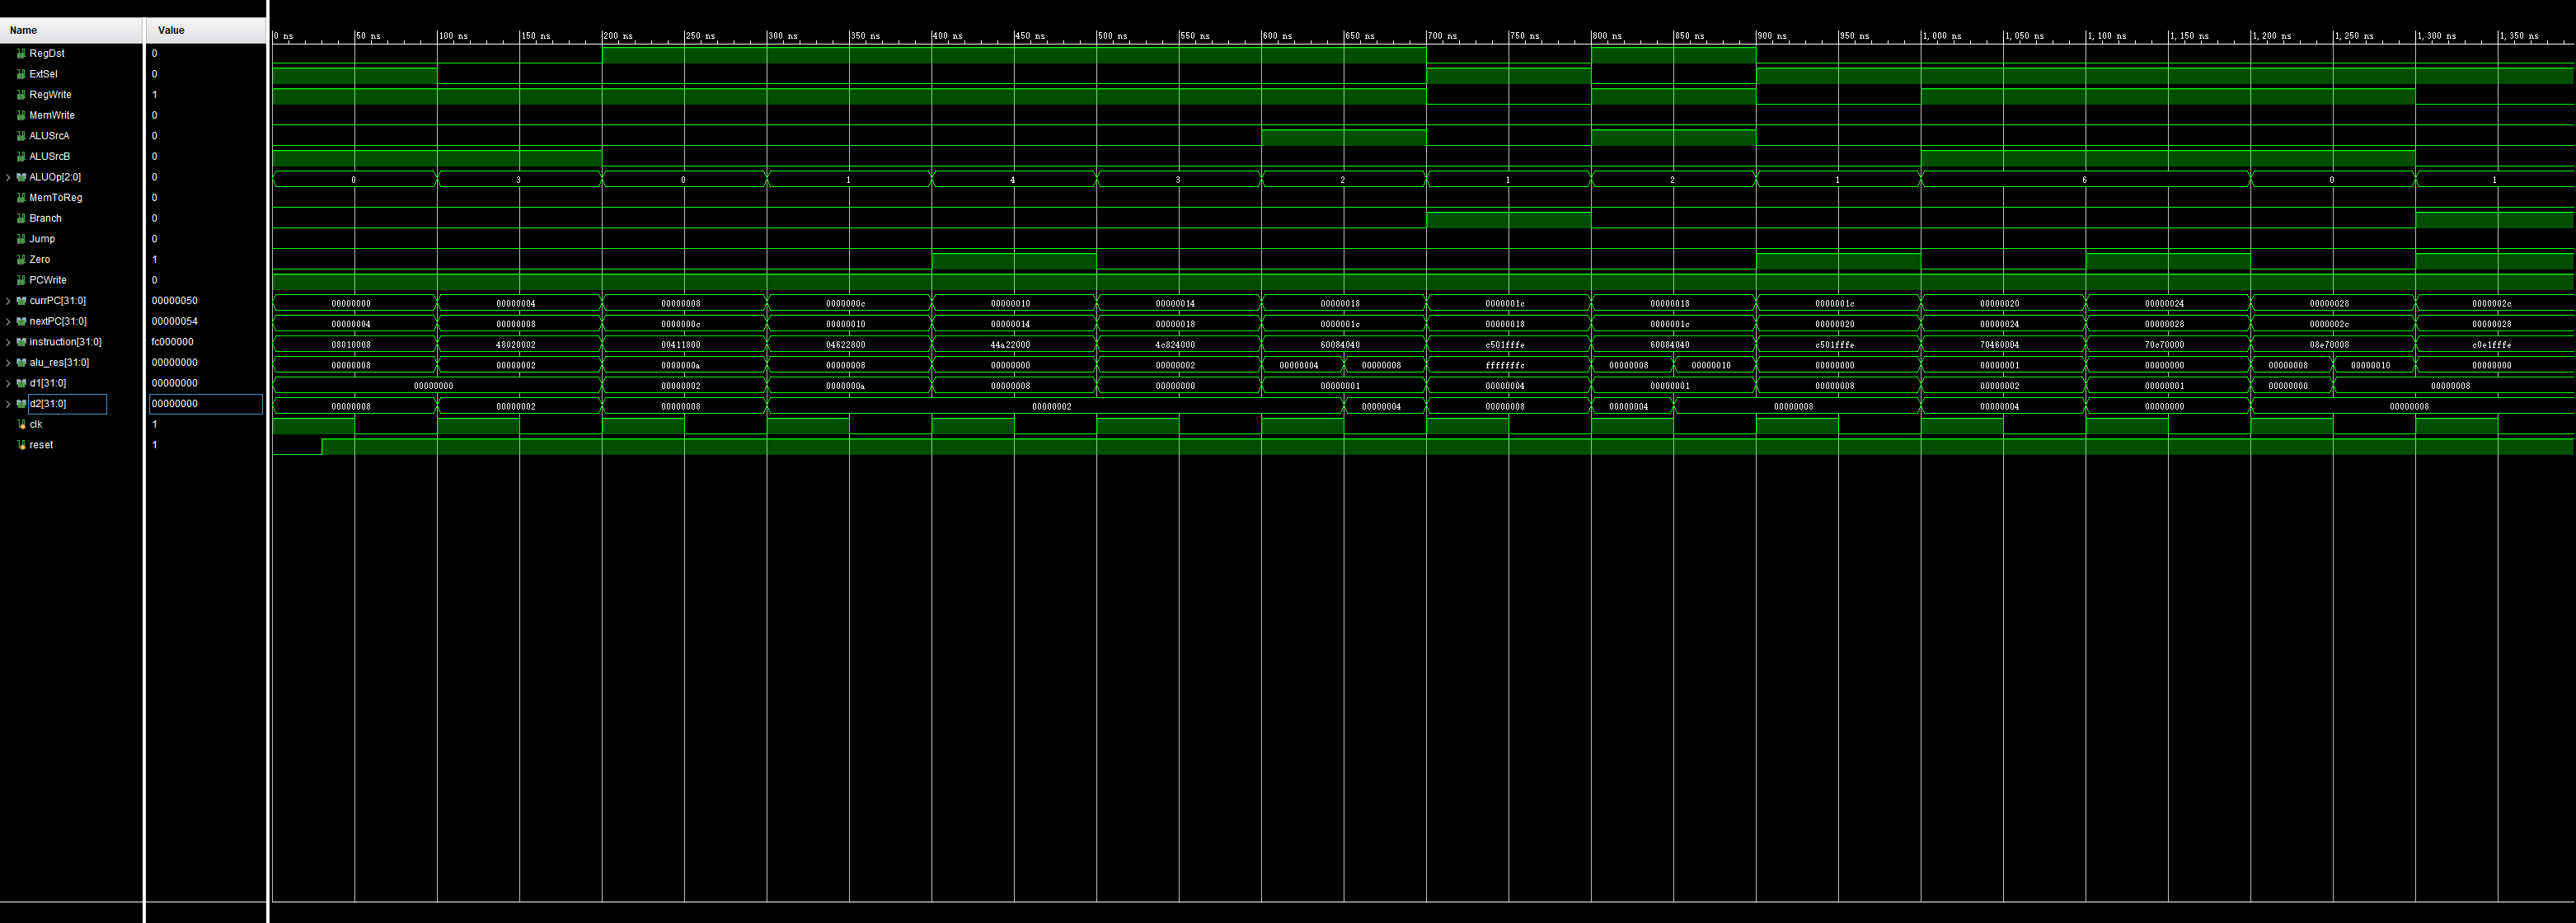 Name Value
0 ns 50 ns 100 ns 150 ns 200 ns 250 ns 300 ns 350 ns 400 ns 450 ns 500 ns 550 ns 600 ns 650 ns 700 ns 750 ns 800 ns 850 ns 900 ns 950 ns 1,000 ns 1,050 ns 1,100 ns 1,150 ns 1,200 ns 1,250 ns 1,300 ns 1,350 ns
RegDst 0
ExtSel 0
RegWrite 1
MemWrite 0
ALUSrcA 0
ALUSrcB 0
ALUOp[2:0] 0 0 3 0 1 4 3 2 1 2 1 6 0 1
MemToReg 0
Branch 0
Jump 0
Zero 1
PCWrite 0
currPC[31:0] 00000050 00000000 00000004 00000008 0000000c 00000010 00000014 00000018 0000001c 00000018 0000001c 00000020 00000024 00000028 0000002c
nextPC[31:0] 00000054 00000004 00000008 0000000c 00000010 00000014 00000018 0000001c 00000018 0000001c 00000020 00000024 00000028 0000002c 00000028
instruction[31:0] fc000000 08010008 48020002 00411800 04622800 44a22000 4c824000 60084040 c501fffe 60084040 c501fffe 70460004 70c70000 08e70008 c0e1fffe
alu_res[31:0] 00000000 00000008 00000002 0000000a 00000008 00000000 00000002 00000004 00000008 fffffffc 00000008 00000010 00000000 00000001 00000000 00000008 00000010 00000000
d1[31:0] 00000000 00000000 00000002 0000000a 00000008 00000000 00000001 00000004 00000001 00000008 00000002 00000001 00000000 00000008
d2[31:0] 00000000 00000008 00000002 00000008 00000002 00000004 00000008 00000004 00000008 00000004 00000000 00000008
clk 1
reset 1